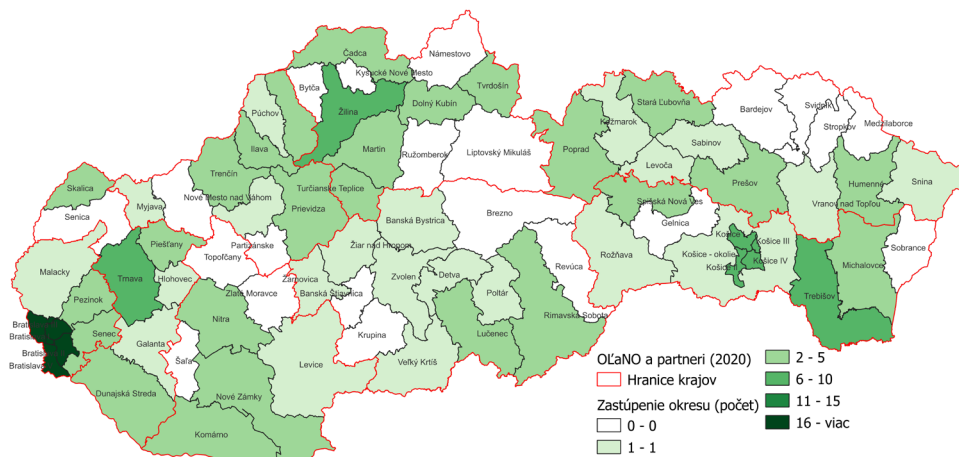 Čadca
Námestovo
Kysucké Nové Mesto
Bytča
Tvrdošín
Dolný Kubín
Púchov
Žilina
Stará Ľubovňa
Bardejov
Svidník
Stropkov
Medzilaborce
Kežmarok
Sabinov
Ilava
Martin
Ružomberok
Liptovský Mikuláš
Poprad
Levoča
Trenčín
Prešov
Humenné
Snina
Skalica
Myjava
Nové Mesto nad Váhom
Turčianske Teplice
Prievidza
Spišská Nová Ves
Vranov nad Topľou
Senica
Banská Bystrica
Brezno
Gelnica
Piešťany
Partizánske
Topoľčany
Žiar nad Hronom
Košice I
Košice III
Sobrance
Malacky
Trnava
Hlohovec
Žarnovica
Zvolen
Detva
Revúca
Rožňava
Košice - okolie
Košice IV
Košice II
Michalovce
Pezinok
Zlaté Moravce
Banská Štiavnica
Poltár
Trebišov
Nitra
Krupina
Rimavská Sobota
Lučenec
Senec
Galanta
Šaľa
Levice
Veľký Krtíš
Brat
Bratis
Bratis
Bratislava
Dunajská Streda
Nové Zámky
Komárno
OĽaNO a partneri (2020)
Hranice krajov
Zastúpenie okresu (počet)
0 - 0
1 - 1
2 - 5
6 - 10
11 - 15
16 - viac